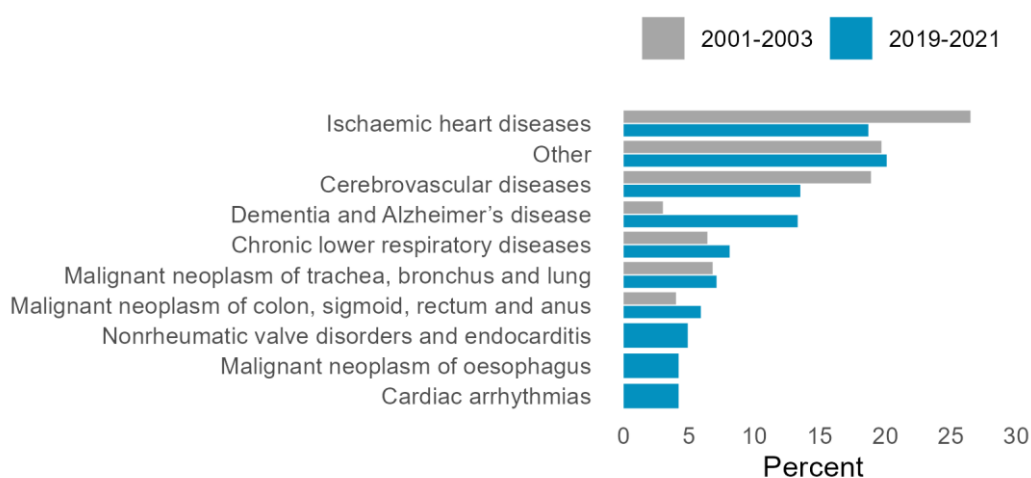 2001-2003 2019-2021
Ischaemic heart diseases
Other
Cerebrovascular diseases
Dementia and Alzheimer’s disease
Chronic lower respiratory diseases
Malignant neoplasm of trachea, bronchus and lung
Malignant neoplasm of colon, sigmoid, rectum and anus
Nonrheumatic valve disorders and endocarditis
Malignant neoplasm of oesophagus
Cardiac arrhythmias
0 5 10 15 20 25 30
Percent